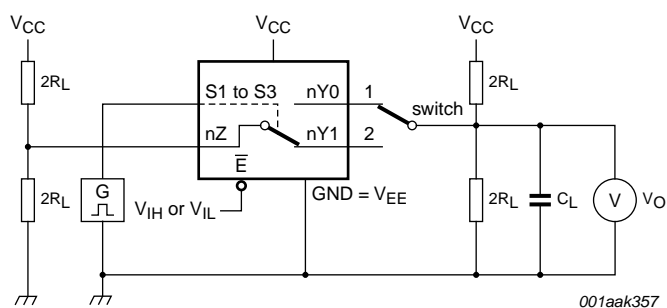 VCC
VCC
VCC
2RL
S1 to S3
nY0
1
switch
2RL
nZ
nY1
2
E
G
2RL
VIH or VIL
GND = VEE
2RL
CL
V
VO
001aak357